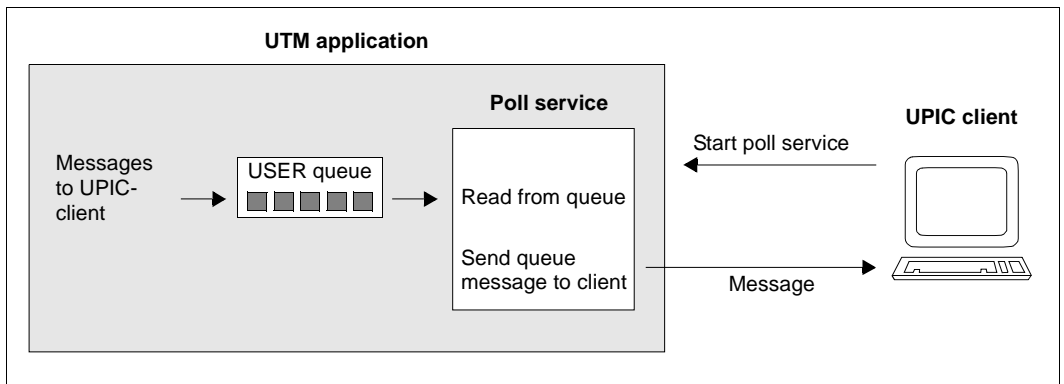 UTM application
Poll service
UPIC client
Messages
to UPIC-
client
USER queue
Start poll service
Read from queue
Send queue
message to client
Message